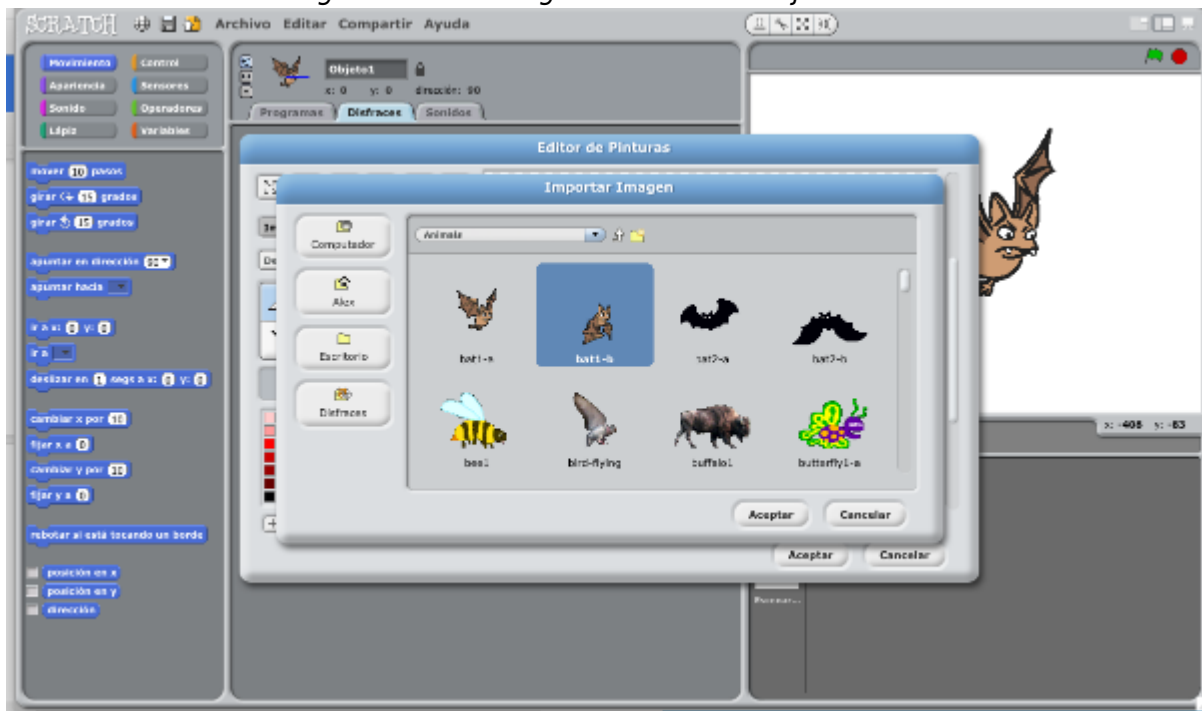 SCRATCH Archivo Editar Compartir Ayuda
Movimiento Control
Apariencia Sensores
Sonido Operadores
Lápiz Variables
Objeto1
x: 0 y: 0 dirección: 90
Programas Disfraces Sonidos
mover 10 pasos
girar 15 grados
girar 15 grados
apuntar en dirección 90
apuntar hacia
ir a x: 0 y: 0
ir a
deslizar en 1 segs a x: 0 y: 0
cambiar x por 10
fijar x a 0
cambiar y por 10
fijar y a 0
rebotar si está tocando un borde
posición en x
posición en y
dirección
Editor de Pinturas
Importar Imagen
Computador
Alex
Escritorio
Disfraces
Animals
bat1-a bat1-b bat2-a bat2-b
bee1 bird-flying buffalo1 butterfly1-a
Aceptar Cancelar
Aceptar Cancelar
x: -408 y: -83